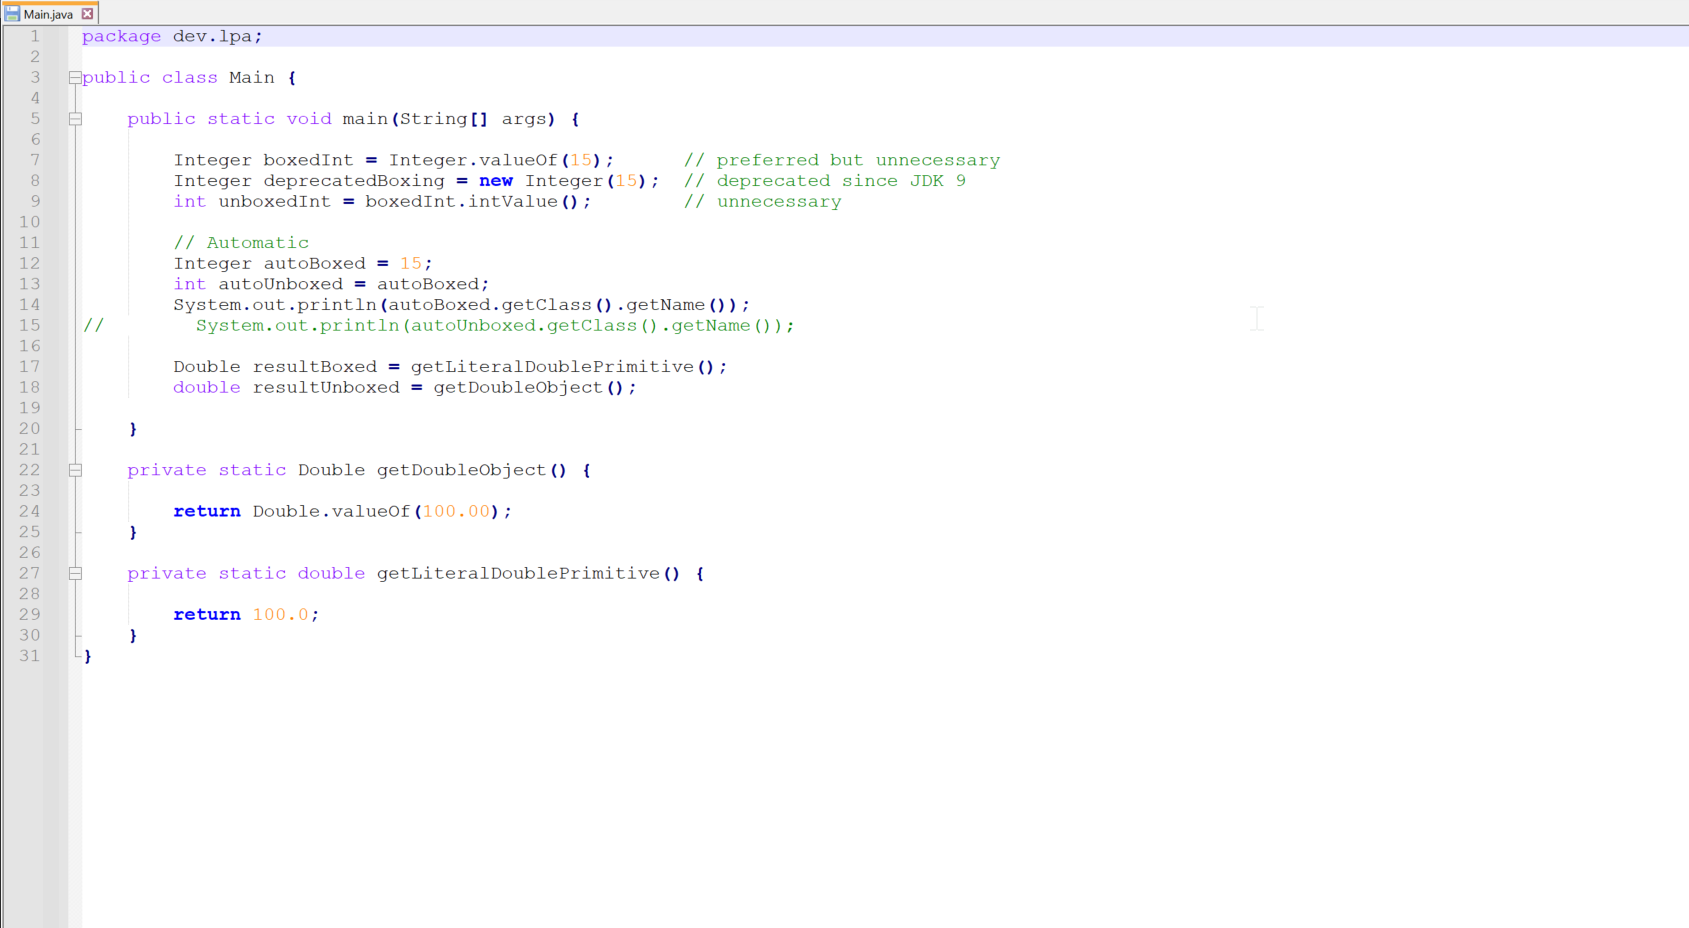 Main.java
1 package dev.lpa;
2
3 public class Main {
4
5     public static void main(String[] args) {
6
7         Integer boxedInt = Integer.valueOf(15);      // preferred but unnecessary
8         Integer deprecatedBoxing = new Integer(15);  // deprecated since JDK 9
9         int unboxedInt = boxedInt.intValue();        // unnecessary
10
11         // Automatic
12         Integer autoBoxed = 15;
13         int autoUnboxed = autoBoxed;
14         System.out.println(autoBoxed.getClass().getName());
15 //        System.out.println(autoUnboxed.getClass().getName());
16
17         Double resultBoxed = getLiteralDoublePrimitive();
18         double resultUnboxed = getDoubleObject();
19
20     }
21
22     private static Double getDoubleObject() {
23
24         return Double.valueOf(100.00);
25     }
26
27     private static double getLiteralDoublePrimitive() {
28
29         return 100.0;
30     }
31 }